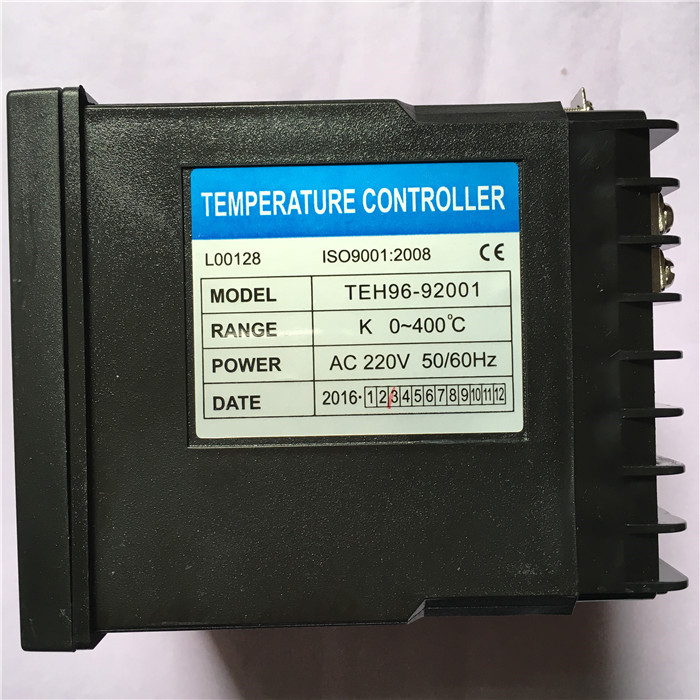 TEMPERATURE CONTROLLER
L00128 ISO9001:2008 CE
MODEL TEH96-92001
RANGE K 0~400℃
POWER AC 220V 50/60Hz
DATE 2016· 1 2 3 4 5 6 7 8 9 10 11 12